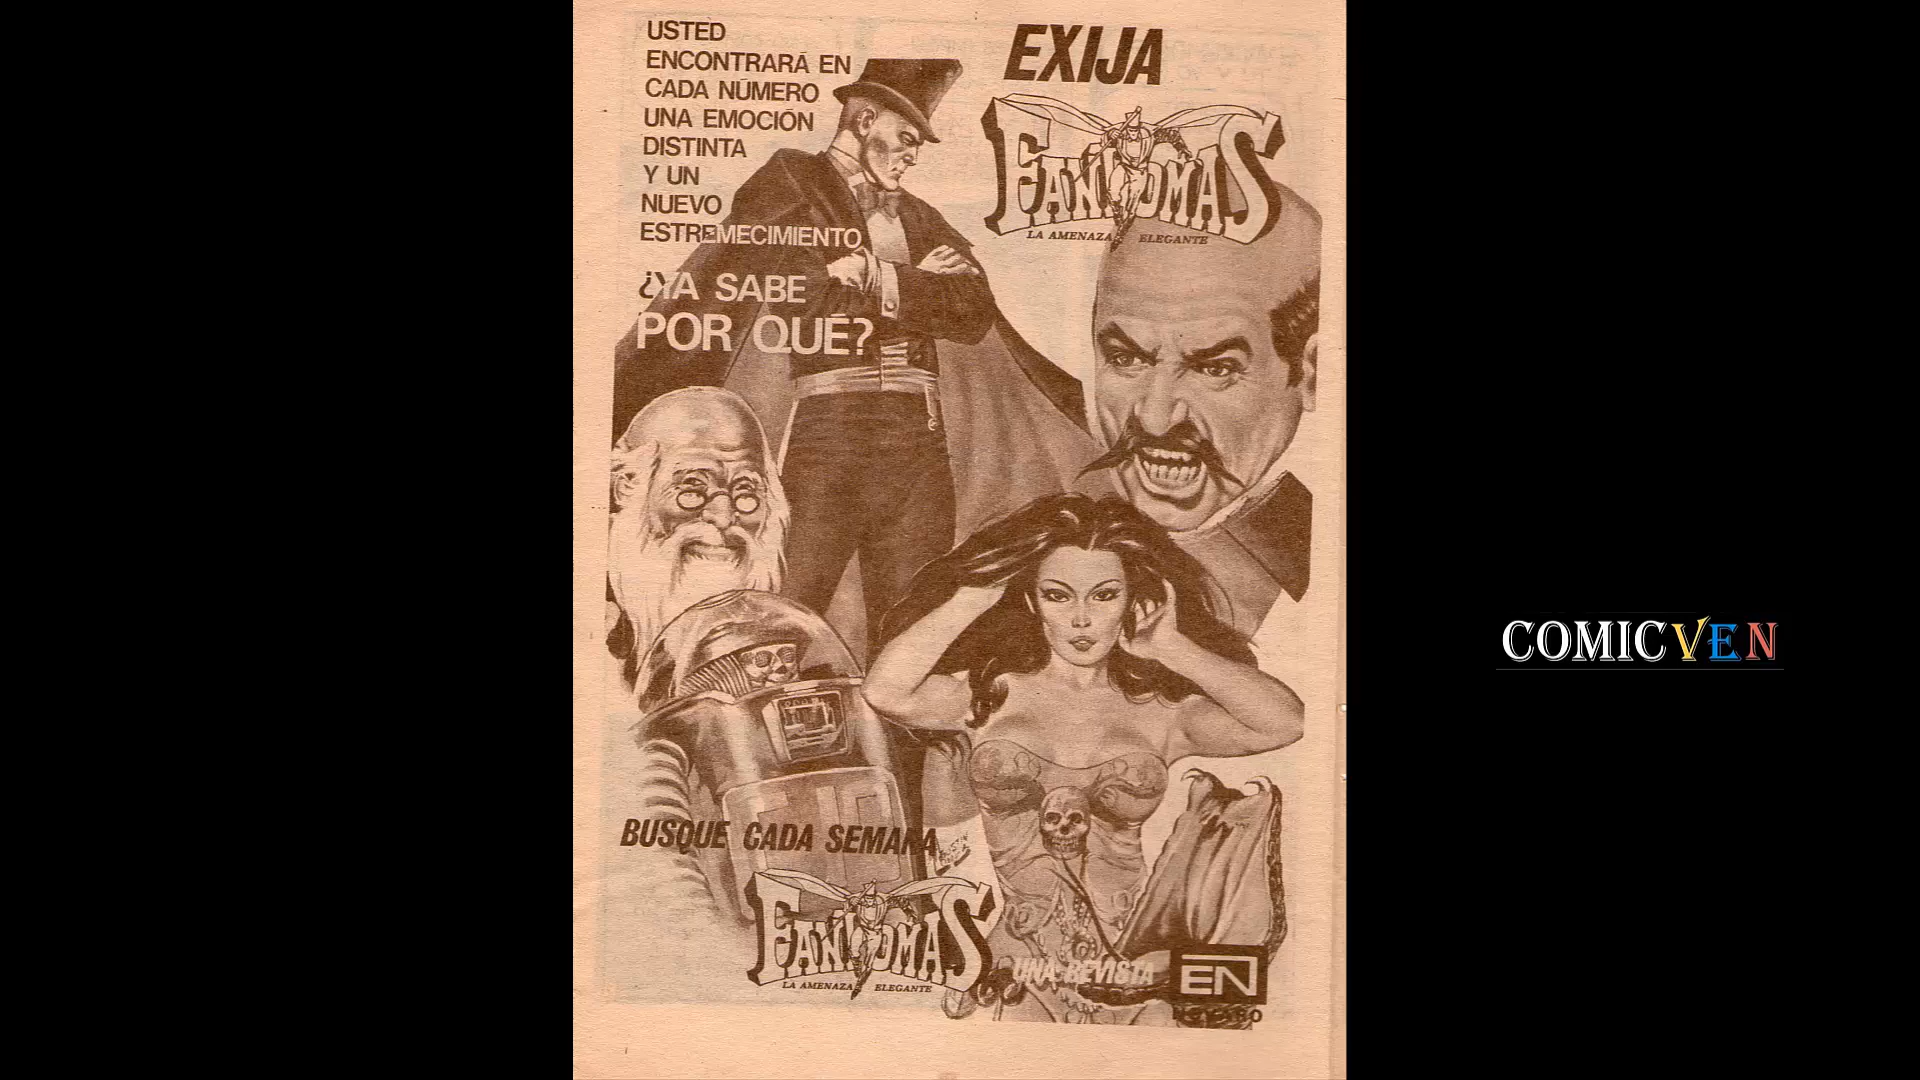 USTED
ENCONTRARÁ EN
CADA NÚMERO
UNA EMOCIÓN
DISTINTA
Y UN
NUEVO
ESTREMECIMIENTO
¿YA SABE
POR QUÉ?
EXIJA
FANTOMAS
LA AMENAZA ELEGANTE
BUSQUE CADA SEMANA
FANTOMAS
LA AMENAZA ELEGANTE
UNA REVISTA
EN
NOVARO
COMICVEN